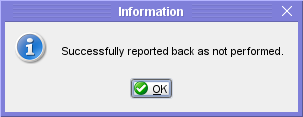 Information
Successfully reported back as not performed.
OK